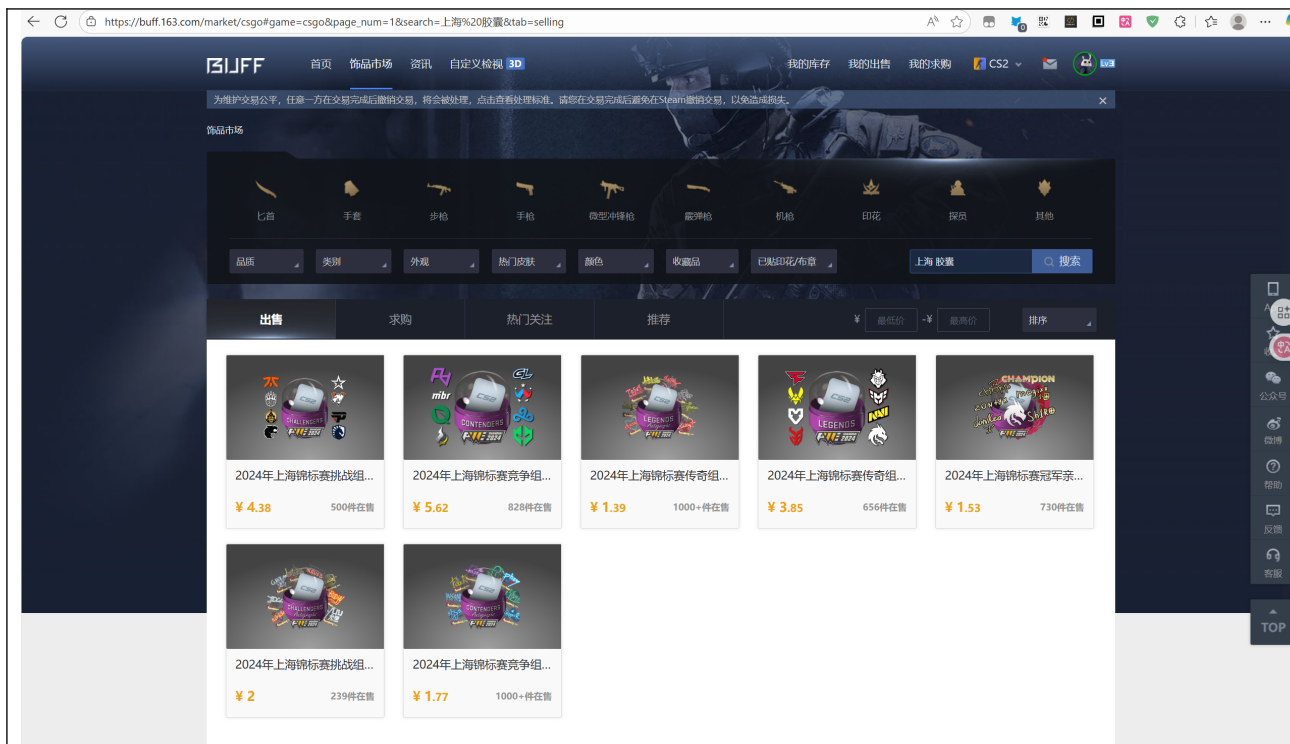 https://buff.163.com/market/csgo#game=csgo&page_num=1&search=上海%20胶囊&tab=selling
BUFF 首页 饰品市场 资讯 自定义检视 3D 我的库存 我的出售 我的求购 CS2 Lv3
为维护交易公平，任意一方在交易完成后撤销交易，将会被处理，点击查看处理标准。请您在交易完成后避免在Steam撤销交易，以免造成损失。
饰品市场
匕首 手套 步枪 手枪 微型冲锋枪 霰弹枪 机枪 印花 探员 其他
品质 类别 外观 热门皮肤 颜色 收藏品 已贴印花/布章 上海 胶囊 搜索
出售 求购 热门关注 推荐 ¥ 最低价 -¥ 最高价 排序
2024年上海锦标赛挑战组... 2024年上海锦标赛竞争组... 2024年上海锦标赛传奇组... 2024年上海锦标赛传奇组... 2024年上海锦标赛冠军亲...
¥ 4.38 500件在售 ¥ 5.62 828件在售 ¥ 1.39 1000+件在售 ¥ 3.85 656件在售 ¥ 1.53 730件在售
2024年上海锦标赛挑战组... 2024年上海锦标赛竞争组...
¥ 2 239件在售 ¥ 1.77 1000+件在售
公众号
微博
帮助
反馈
客服
TOP